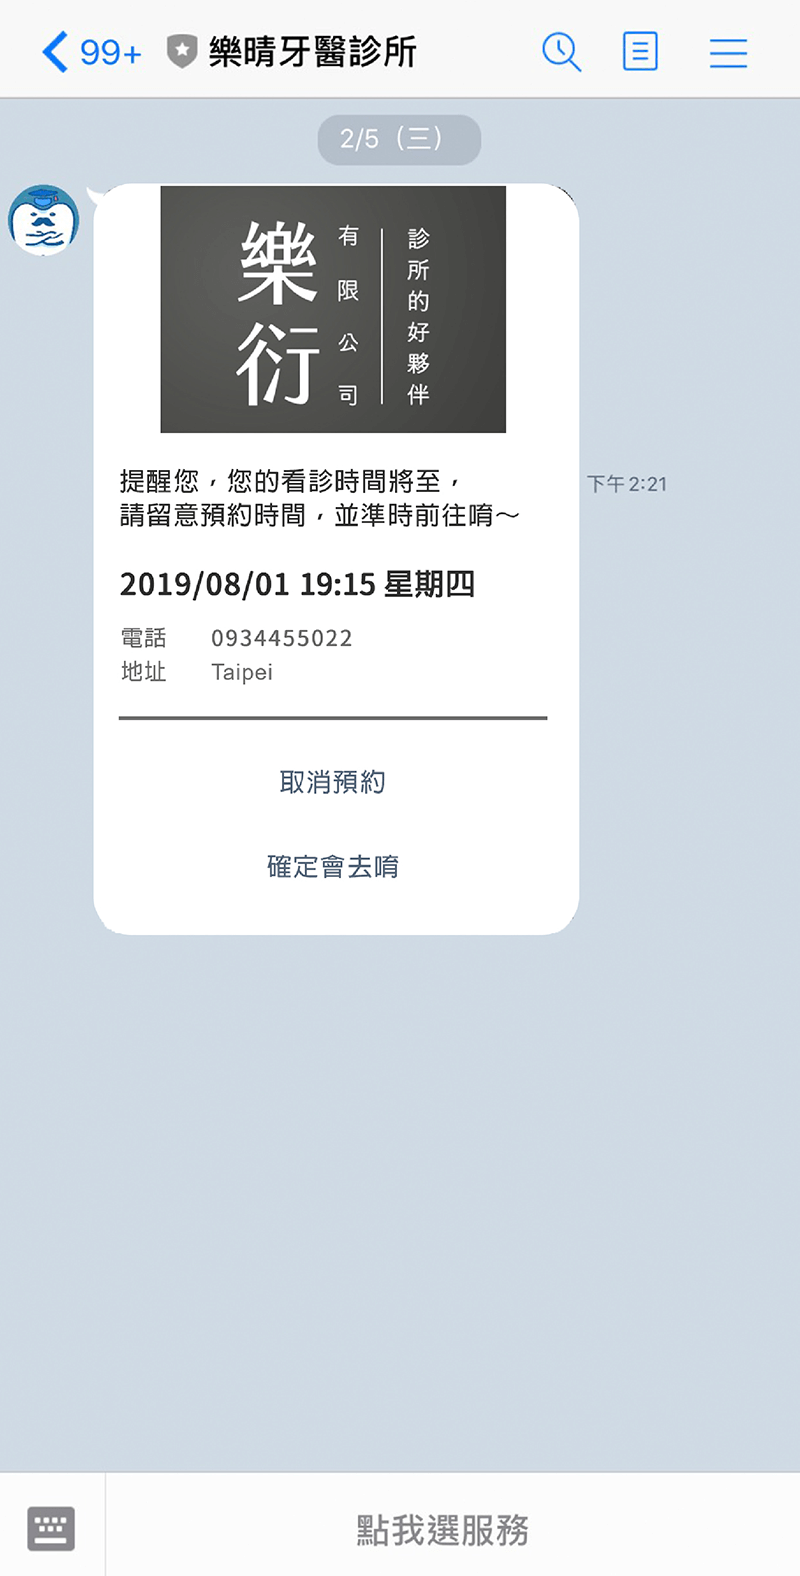 99+ 樂晴牙醫診所
2/5（三）
樂衍
有限公司
診所的好夥伴
提醒您，您的看診時間將至，
請留意預約時間，並準時前往唷～
下午 2:21
2019/08/01 19:15 星期四
電話 0934455022
地址 Taipei
取消預約
確定會去唷
點我選服務